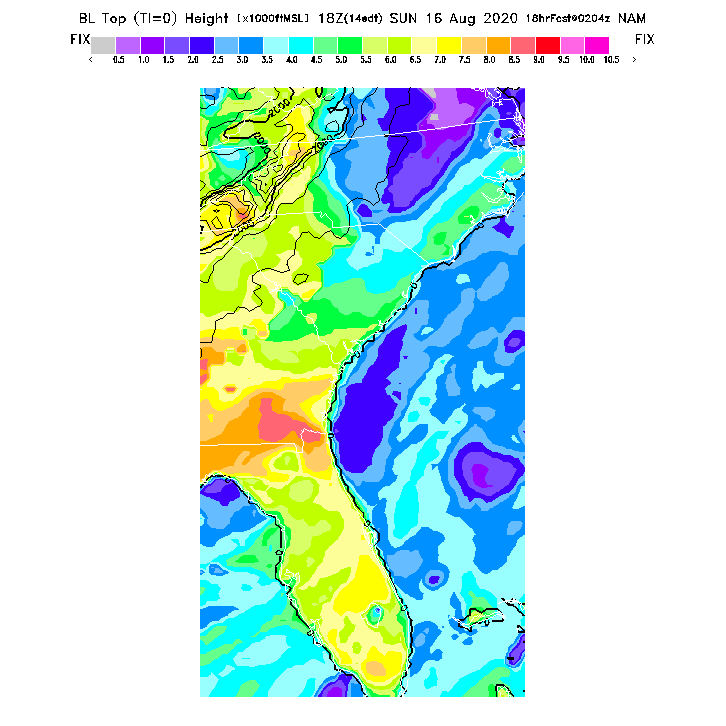 BL Top (TI=0) Height [x1000ftMSL] 18Z(14edt) SUN 16 Aug 2020 18hrFcst@0204z NAM
FIX FIX
< 0.5 1.0 1.5 2.0 2.5 3.0 3.5 4.0 4.5 5.0 5.5 6.0 6.5 7.0 7.5 8.0 8.5 9.0 9.5 10.0 10.5 >
2000
2000
2000